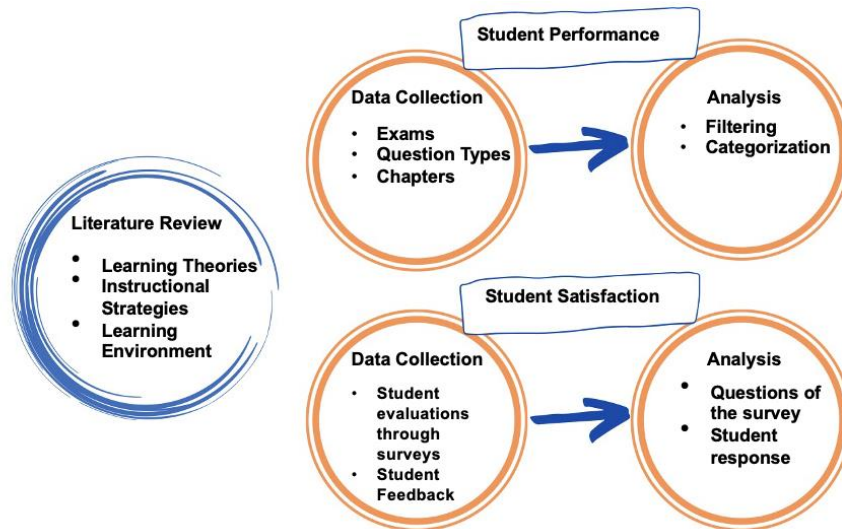 Student Performance
Data Collection
• Exams
• Question Types
• Chapters
Analysis
• Filtering
• Categorization
Literature Review
• Learning Theories
• Instructional
Strategies
• Learning
Environment
Student Satisfaction
Data Collection
• Student
evaluations
through
surveys
• Student
Feedback
Analysis
• Questions of
the survey
• Student
response